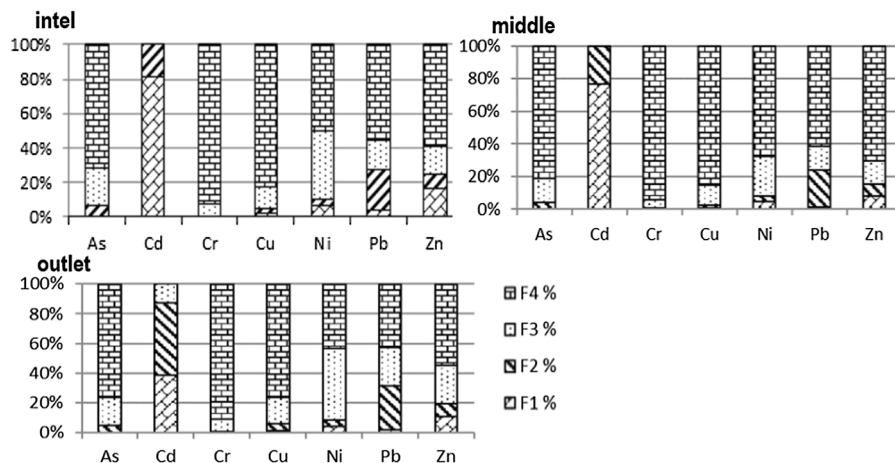 intel
100%
80%
60%
40%
20%
0%
As Cd Cr Cu Ni Pb Zn
middle
100%
80%
60%
40%
20%
0%
As Cd Cr Cu Ni Pb Zn
outlet
100%
80%
60%
40%
20%
0%
As Cd Cr Cu Ni Pb Zn
F4 %
F3 %
F2 %
F1 %